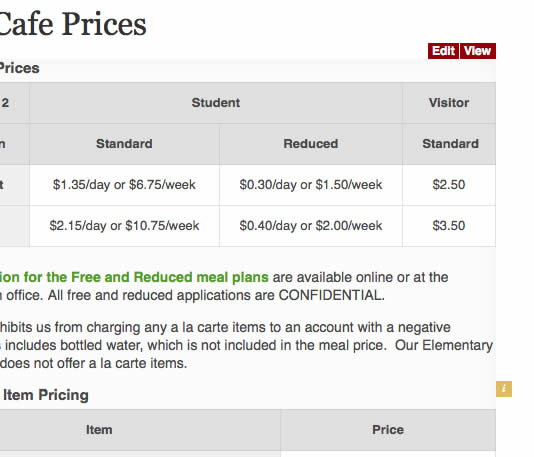 Cafe Prices
Edit View
Prices
2 Student Visitor
n Standard Reduced Standard
t $1.35/day or $6.75/week $0.30/day or $1.50/week $2.50
$2.15/day or $10.75/week $0.40/day or $2.00/week $3.50
ion for the Free and Reduced meal plans are available online or at the
office. All free and reduced applications are CONFIDENTIAL.
hibits us from charging any a la carte items to an account with a negative
includes bottled water, which is not included in the meal price. Our Elementary
does not offer a la carte items.
Item Pricing
i
Item Price